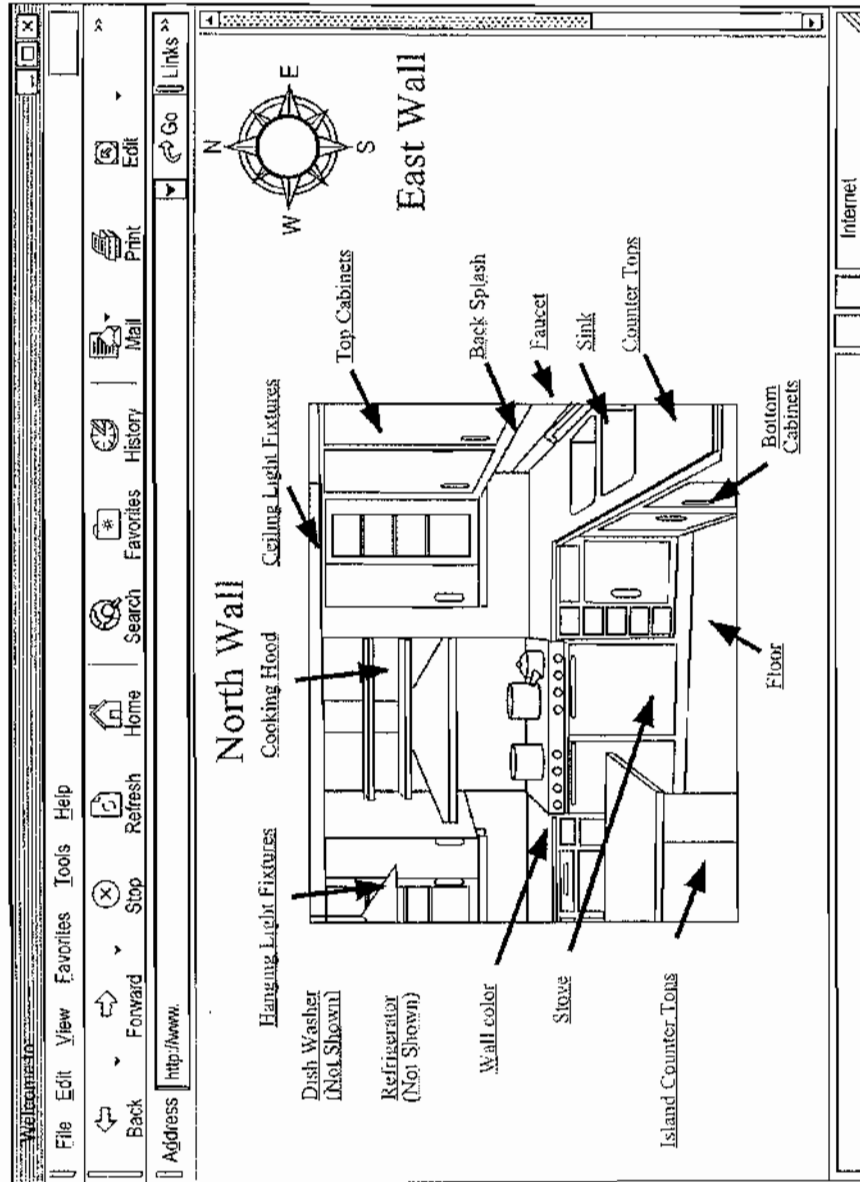 Welcome to
File Edit View Favorites Tools Help
Back Forward Stop Refresh Home Search Favorites History Mail Print Edit »
Address http://www. Go Links »
North Wall
N
W E
S
East Wall
Hanging Light Fixtures
Cooking Hood
Ceiling Light Fixtures
Top Cabinets
Dish Washer
(Not Shown)
Refrigerator
(Not Shown)
Back Splash
Wall color
Faucet
Stove
Sink
Counter Tops
Island Counter Tops
Floor
Bottom
Cabinets
Internet